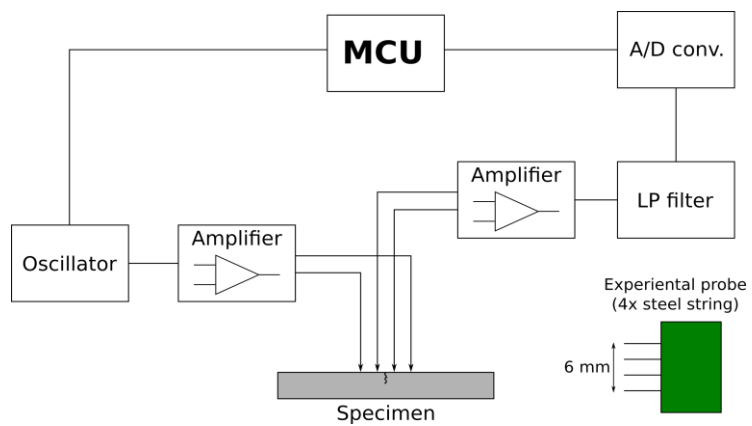 MCU
A/D conv.
Amplifier
LP filter
Amplifier
Oscillator
Experiental probe
(4x steel string)
6 mm
Specimen